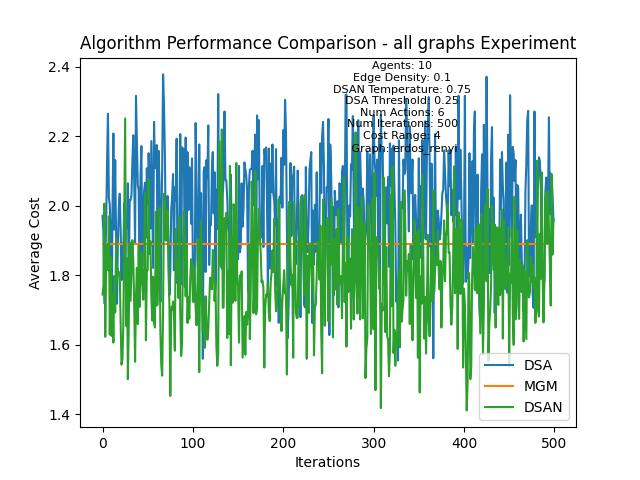 Algorithm Performance Comparison - all graphs Experiment
Agents: 10
Edge Density: 0.1
DSAN Temperature: 0.75
DSA Threshold: 0.25
Num Actions: 6
Num Iterations: 500
Cost Range: 4
Graph: erdos_renyi
2.4
2.2
2.0
1.8
1.6
1.4
Average Cost
DSA
MGM
DSAN
0
100
200
300
400
500
Iterations